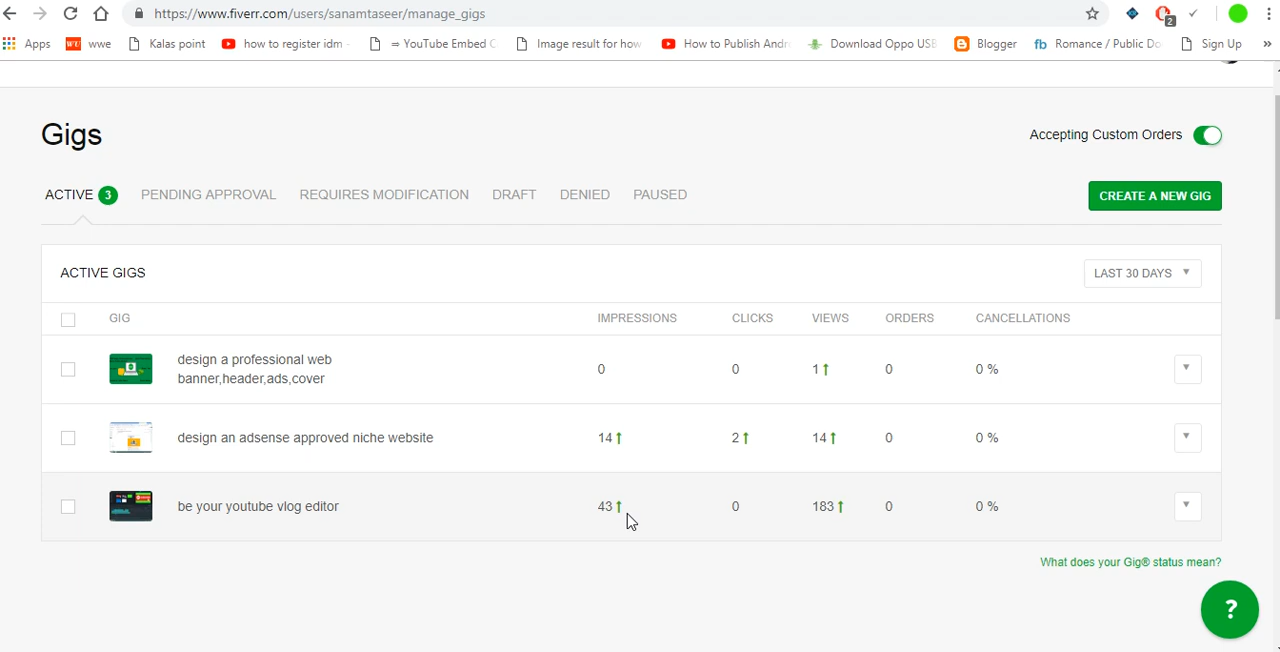 https://www.fiverr.com/users/sanamtaseer/manage_gigs
2
Apps WU wwe Kalas point how to register idm - ⇒ YouTube Embed C Image result for how How to Publish Andr Download Oppo USB Blogger fb Romance / Public Do Sign Up »
Gigs
Accepting Custom Orders
ACTIVE 3 PENDING APPROVAL REQUIRES MODIFICATION DRAFT DENIED PAUSED
CREATE A NEW GIG
ACTIVE GIGS
LAST 30 DAYS
GIG IMPRESSIONS CLICKS VIEWS ORDERS CANCELLATIONS
design a professional web
banner,header,ads,cover
0 0 1 0 0 %
design an adsense approved niche website 14 2 14 0 0 %
be your youtube vlog editor 43 0 183 0 0 %
What does your Gig® status mean?
?